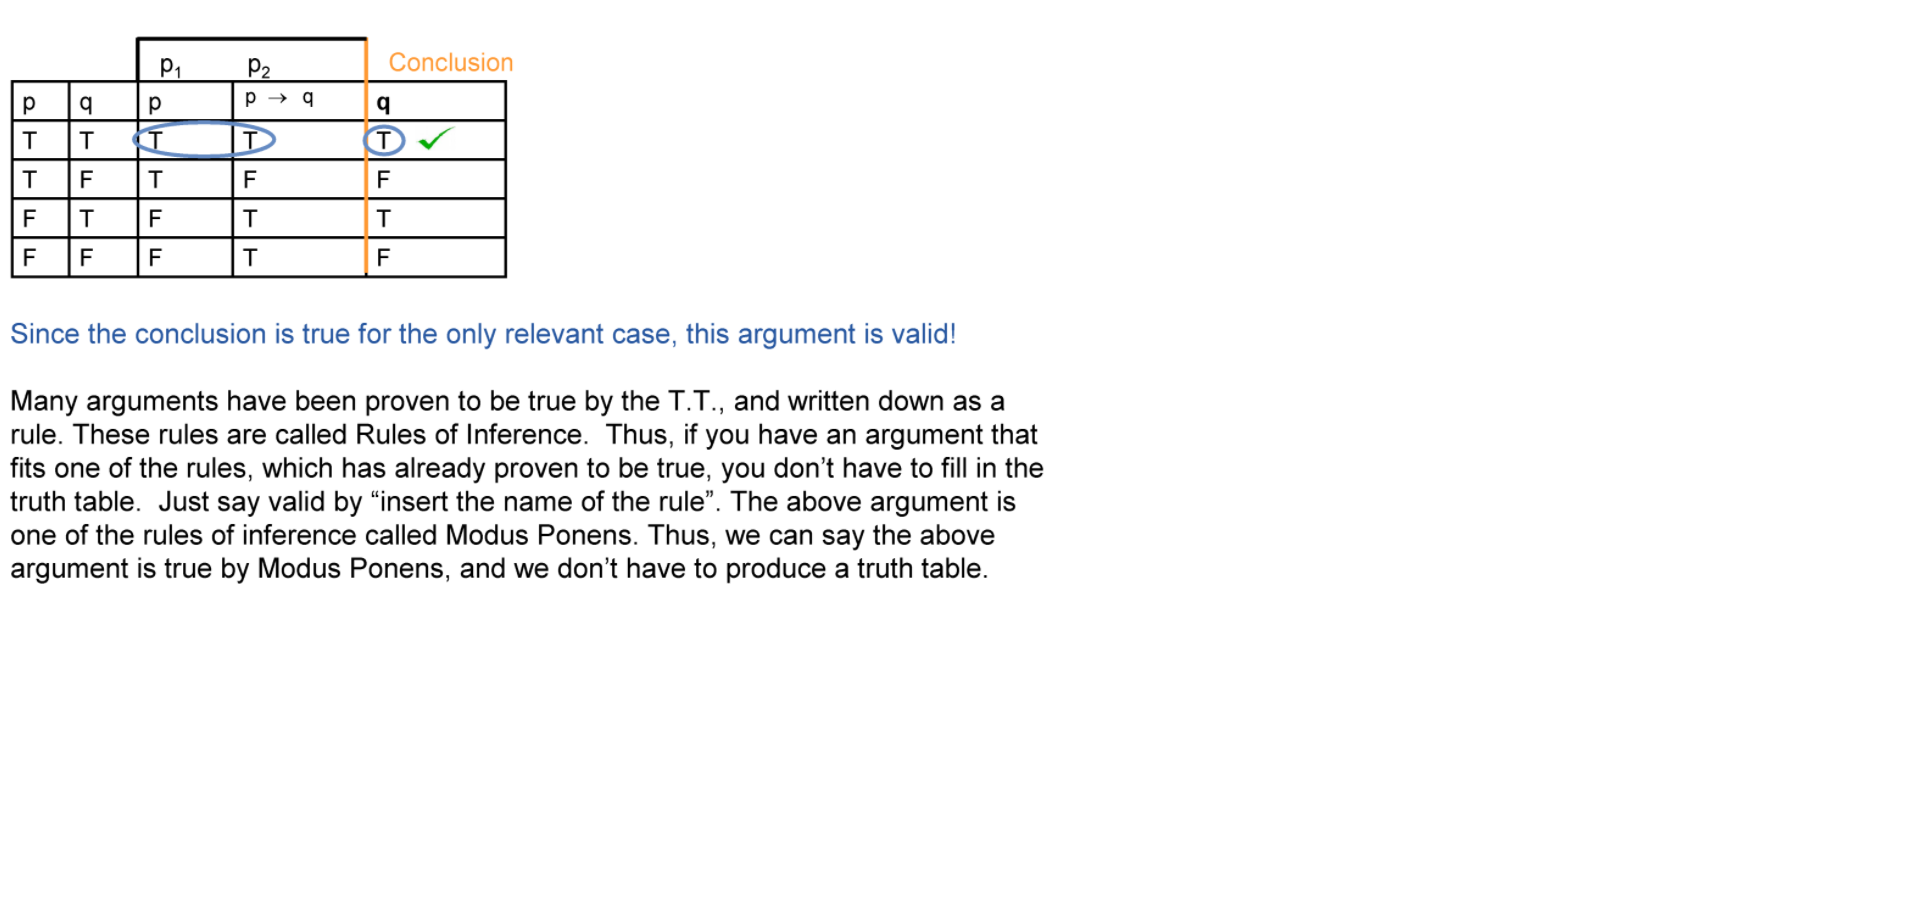 p₁ p₂ Conclusion
p q p p → q q
T T T T T ✓
T F T F F
F T F T T
F F F T F
Since the conclusion is true for the only relevant case, this argument is valid!
Many arguments have been proven to be true by the T.T., and written down as a
rule. These rules are called Rules of Inference.  Thus, if you have an argument that
fits one of the rules, which has already proven to be true, you don’t have to fill in the
truth table.  Just say valid by “insert the name of the rule”. The above argument is
one of the rules of inference called Modus Ponens. Thus, we can say the above
argument is true by Modus Ponens, and we don’t have to produce a truth table.